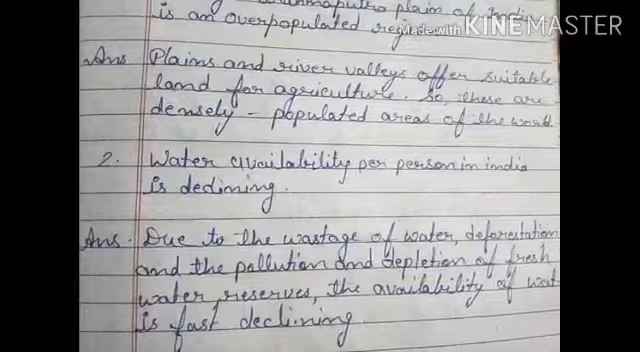 plain of
is an overpopulated
Made with KINEMASTER
Ans Plains and river valleys offer suitable
land for agriculture. So, these are
densely - populated areas of the world.
2. Water availability per person in india
is declining.
Ans. Due to the wastage of water, deforestation
and the pollution and depletion of fresh
water reserves, the availability of wat
is fast declining.